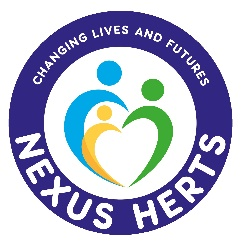 CHANGING LIVES AND FUTURES
NEXUS HERTS